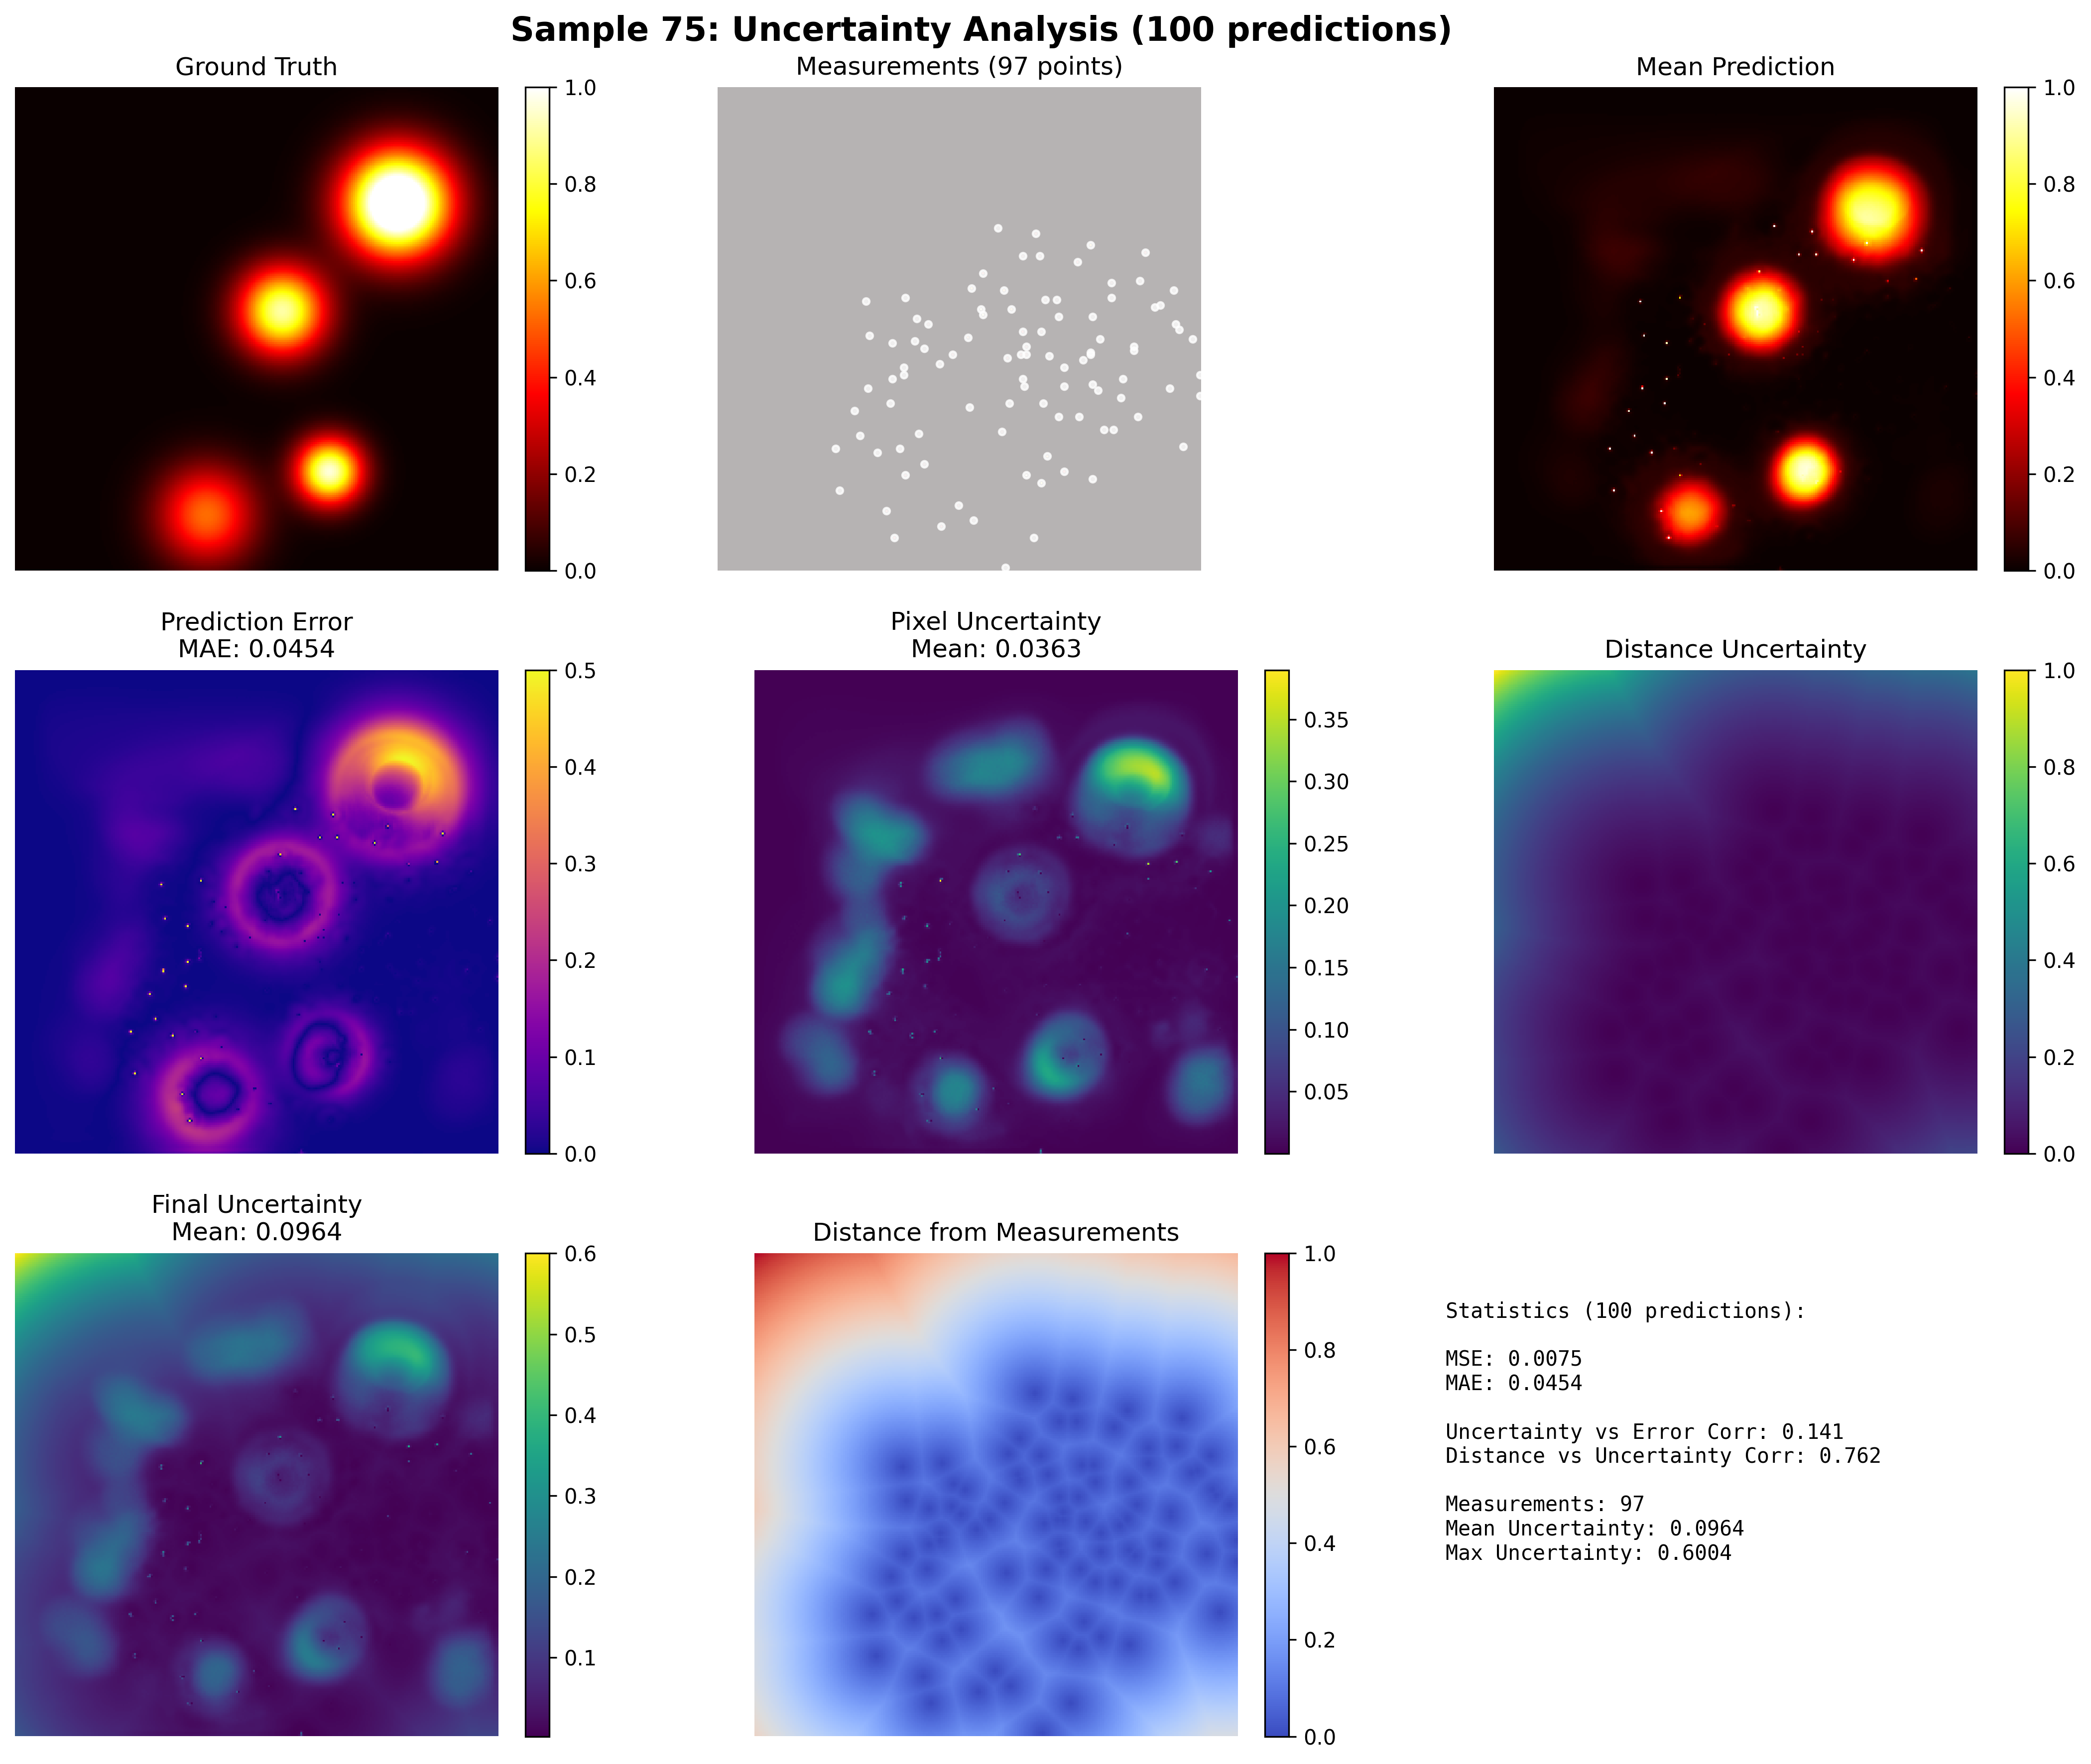 Sample 75: Uncertainty Analysis (100 predictions)
Ground Truth
1.0
0.8
0.6
0.4
0.2
0.0
Measurements (97 points)
Mean Prediction
1.0
0.8
0.6
0.4
0.2
0.0
Prediction Error
MAE: 0.0454
0.5
0.4
0.3
0.2
0.1
0.0
Pixel Uncertainty
Mean: 0.0363
0.35
0.30
0.25
0.20
0.15
0.10
0.05
Distance Uncertainty
1.0
0.8
0.6
0.4
0.2
0.0
Final Uncertainty
Mean: 0.0964
0.6
0.5
0.4
0.3
0.2
0.1
Distance from Measurements
1.0
0.8
0.6
0.4
0.2
0.0
Statistics (100 predictions):
MSE: 0.0075
MAE: 0.0454
Uncertainty vs Error Corr: 0.141
Distance vs Uncertainty Corr: 0.762
Measurements: 97
Mean Uncertainty: 0.0964
Max Uncertainty: 0.6004